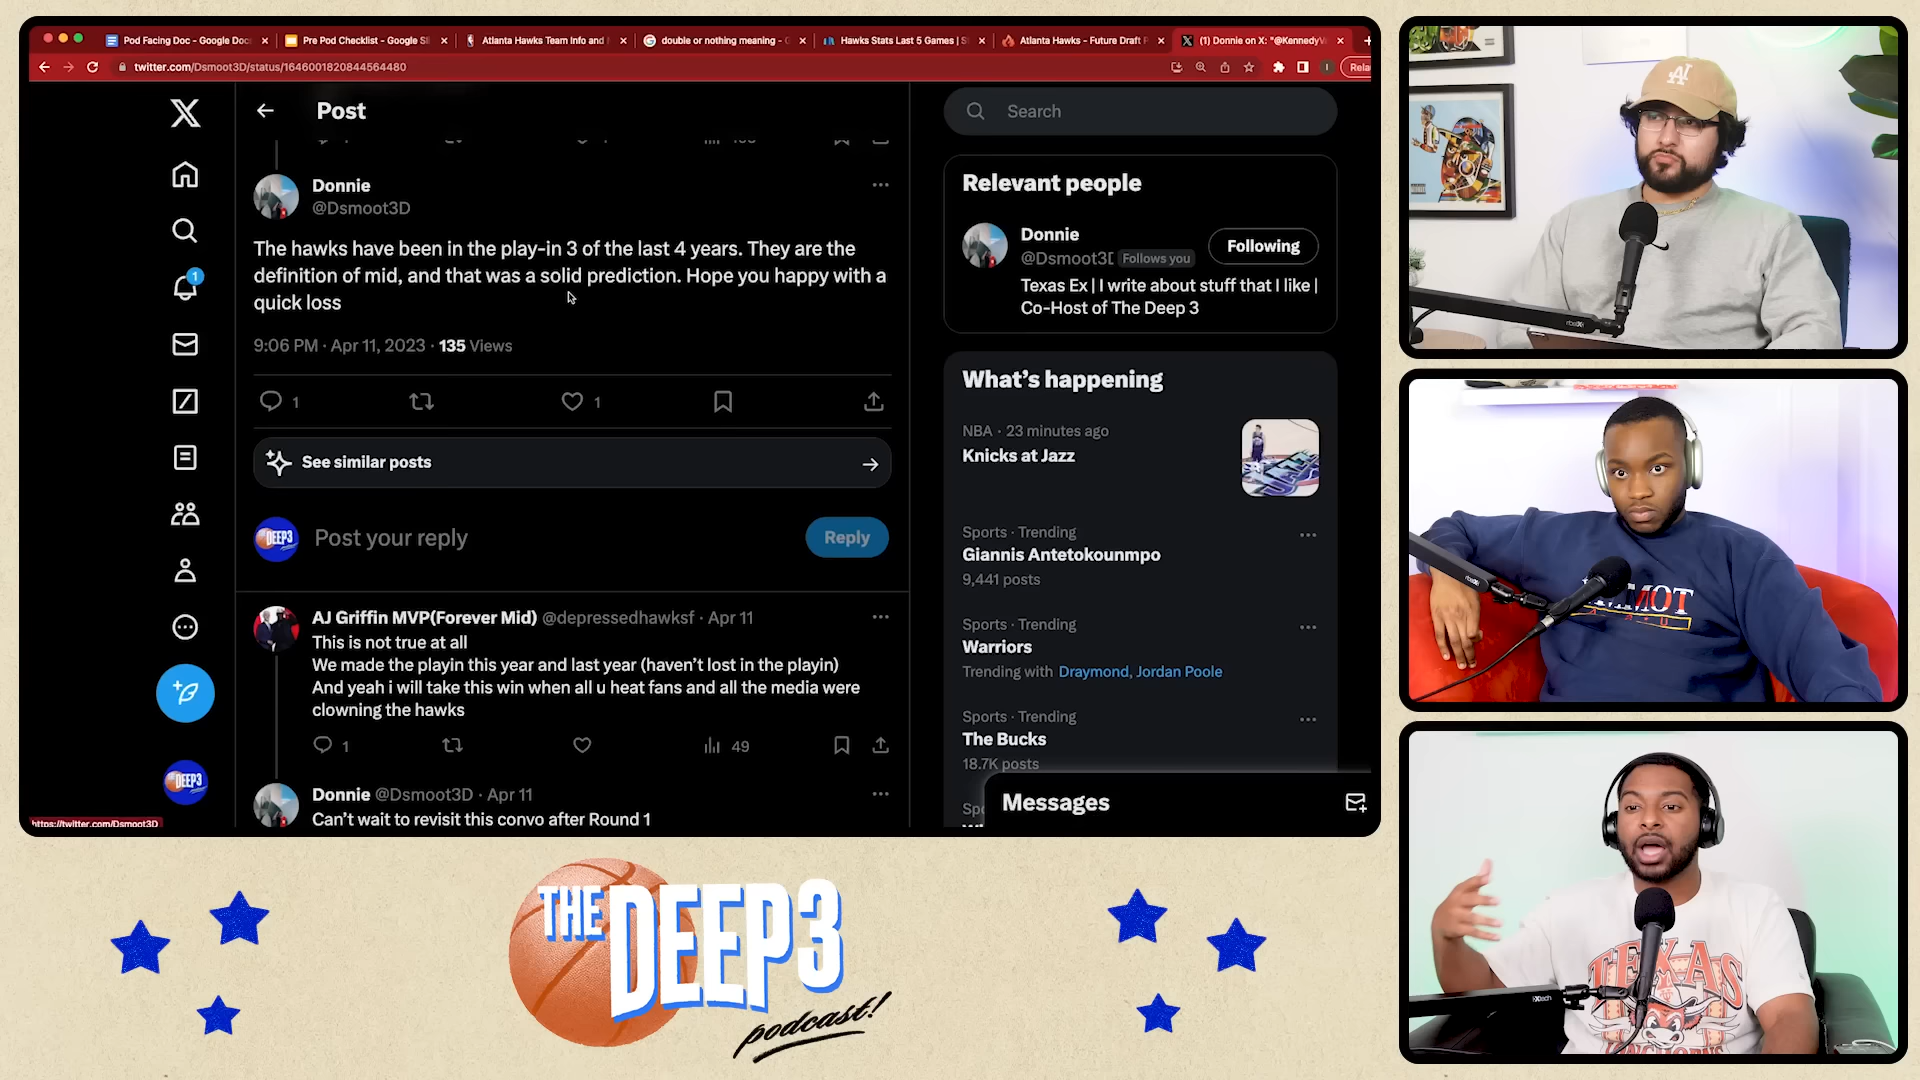 Pod Facing Doc - Google Doc
Pre Pod Checklist - Google Sl
Atlanta Hawks Team Info and
double or nothing meaning - G
Hawks Stats Last 5 Games | S
Atlanta Hawks - Future Draft P
(1) Donnie on X: "@KennedyV
twitter.com/Dsmoot3D/status/1646001820844564480
Rela
Post
Search
Donnie
@Dsmoot3D
The hawks have been in the play-in 3 of the last 4 years. They are the
definition of mid, and that was a solid prediction. Hope you happy with a
quick loss
9:06 PM · Apr 11, 2023 · 135 Views
1
1
See similar posts
Post your reply
Reply
AJ Griffin MVP(Forever Mid) @depressedhawksf · Apr 11
This is not true at all
We made the playin this year and last year (haven't lost in the playin)
And yeah i will take this win when all u heat fans and all the media were
clowning the hawks
1
49
Donnie @Dsmoot3D · Apr 11
Can't wait to revisit this convo after Round 1
https://twitter.com/Dsmoot3D
1
Relevant people
Donnie
Following
Follows you
Texas Ex | I write about stuff that I like |
Co-Host of The Deep 3
What's happening
NBA · 23 minutes ago
Knicks at Jazz
Sports · Trending
Giannis Antetokounmpo
9,441 posts
Sports · Trending
Warriors
Trending with Draymond, Jordan Poole
Sports · Trending
The Bucks
18.7K posts
Messages
THE
DEEP3
podcast!
DEEP3
DEEP3
TEXAS